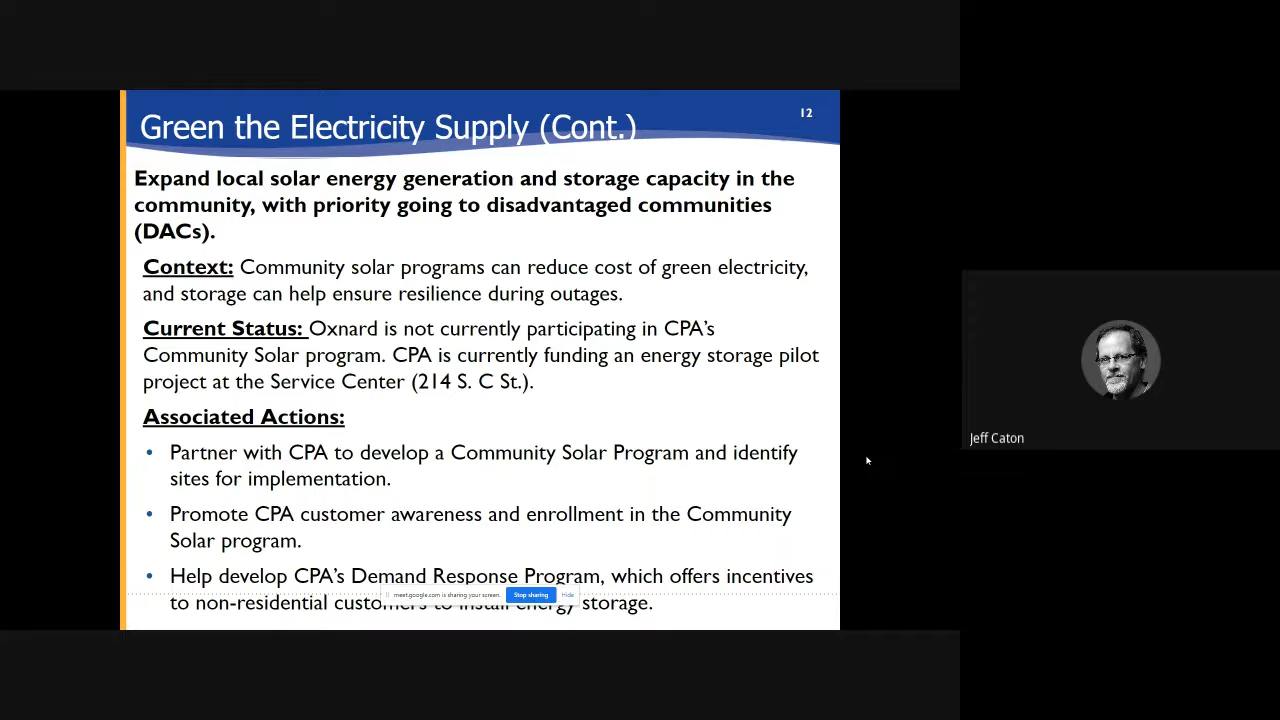 Green the Electricity Supply (Cont.)
12
Expand local solar energy generation and storage capacity in the
community, with priority going to disadvantaged communities
(DACs).
Context: Community solar programs can reduce cost of green electricity,
and storage can help ensure resilience during outages.
Current Status: Oxnard is not currently participating in CPA's
Community Solar program. CPA is currently funding an energy storage pilot
project at the Service Center (214 S. C St.).
Associated Actions:
• Partner with CPA to develop a Community Solar Program and identify
sites for implementation.
• Promote CPA customer awareness and enrollment in the Community
Solar program.
• Help develop CPA's Demand Response Program, which offers incentives
to non-residential customers to install energy storage.
meet.google.com is sharing your screen.
Stop sharing
Hide
Jeff Caton